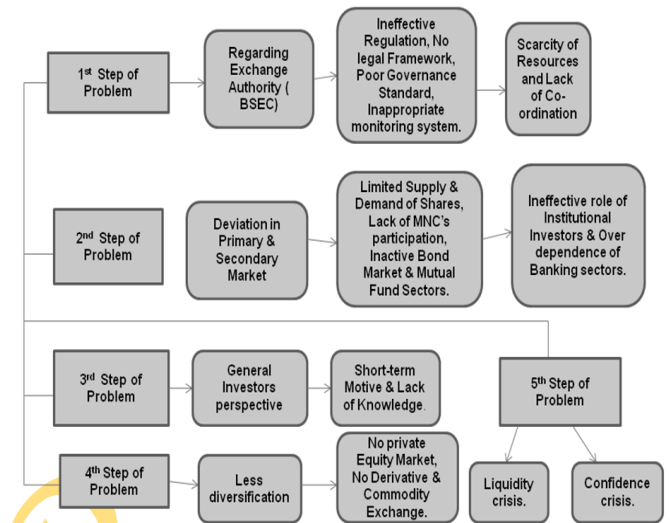 1st Step of
Problem
Regarding
Exchange
Authority (
BSEC)
Ineffective
Regulation, No
legal Framework,
Poor Governance
Standard,
Inappropriate
monitoring system.
Scarcity of
Resources
and Lack
of Co-
ordination
2nd Step of
Problem
Deviation in
Primary &
Secondary
Market
Limited Supply &
Demand of Shares,
Lack of MNC's
participation,
Inactive Bond
Market & Mutual
Fund Sectors.
Ineffective role of
Institutional
Investors & Over
dependence of
Banking sectors.
3rd Step of
Problem
General
Investors
perspective
Short-term
Motive & Lack
of Knowledge.
4th Step of
Problem
Less
diversification
No private
Equity Market,
No Derivative &
Commodity
Exchange.
5th Step of
Problem
Liquidity
crisis.
Confidence
crisis.